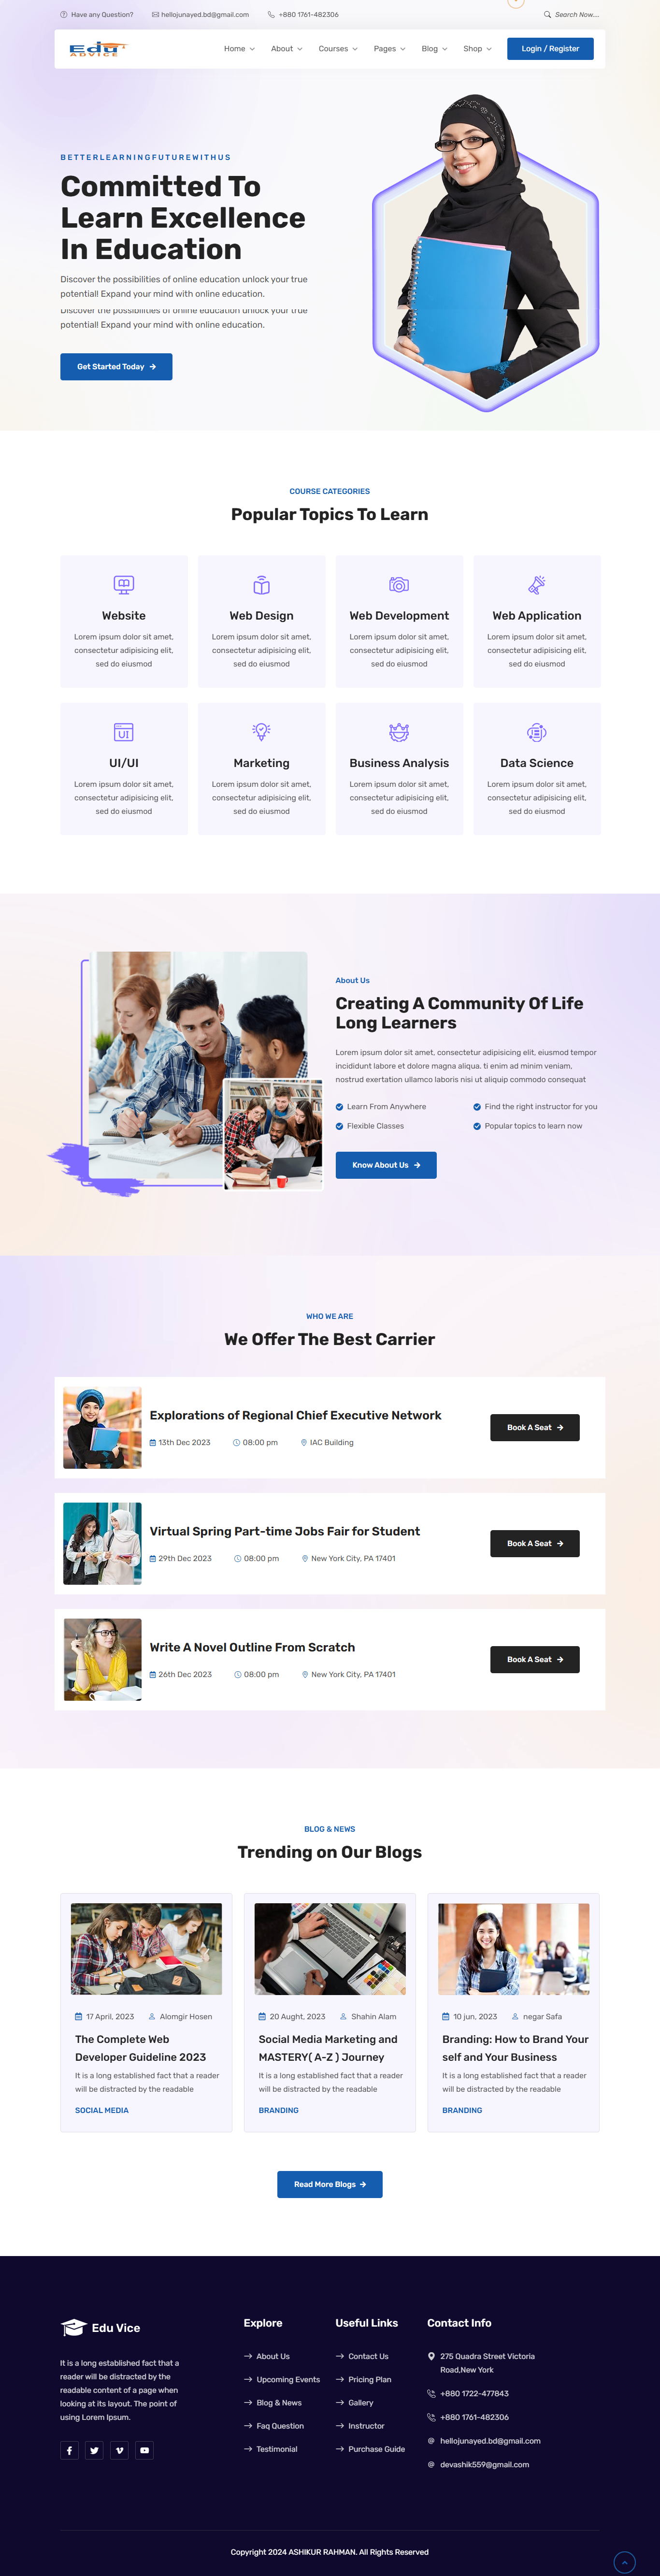 Have any Question?
hellojunayed.bd@gmail.com
+880 1761-482306
Search Now....
Edu
ADVICE
Home
About
Courses
Pages
Blog
Shop
Login / Register
BETTERLEARNINGFUTUREWITHUS
Committed To
Learn Excellence
In Education
Discover the possibilities of online education unlock your true
potential! Expand your mind with online education.
Discover the possibilities of online education unlock your true
potential! Expand your mind with online education.
Get Started Today
COURSE CATEGORIES
Popular Topics To Learn
Website
Lorem ipsum dolor sit amet,
consectetur adipisicing elit,
sed do eiusmod
Web Design
Lorem ipsum dolor sit amet,
consectetur adipisicing elit,
sed do eiusmod
Web Development
Lorem ipsum dolor sit amet,
consectetur adipisicing elit,
sed do eiusmod
Web Application
Lorem ipsum dolor sit amet,
consectetur adipisicing elit,
sed do eiusmod
UI
UI/UI
Lorem ipsum dolor sit amet,
consectetur adipisicing elit,
sed do eiusmod
Marketing
Lorem ipsum dolor sit amet,
consectetur adipisicing elit,
sed do eiusmod
Business Analysis
Lorem ipsum dolor sit amet,
consectetur adipisicing elit,
sed do eiusmod
Data Science
Lorem ipsum dolor sit amet,
consectetur adipisicing elit,
sed do eiusmod
About Us
Creating A Community Of Life
Long Learners
Lorem ipsum dolor sit amet, consectetur adipisicing elit, eiusmod tempor
incididunt labore et dolore magna aliqua. ti enim ad minim veniam,
nostrud exertation ullamco laboris nisi ut aliquip commodo consequat
Learn From Anywhere
Find the right instructor for you
Flexible Classes
Popular topics to learn now
Know About Us
WHO WE ARE
We Offer The Best Carrier
Explorations of Regional Chief Executive Network
13th Dec 2023
08:00 pm
IAC Building
Book A Seat
Virtual Spring Part-time Jobs Fair for Student
29th Dec 2023
08:00 pm
New York City, PA 17401
Book A Seat
Write A Novel Outline From Scratch
26th Dec 2023
08:00 pm
New York City, PA 17401
Book A Seat
BLOG & NEWS
Trending on Our Blogs
17 April, 2023
Alomgir Hosen
The Complete Web
Developer Guideline 2023
It is a long established fact that a reader
will be distracted by the readable
SOCIAL MEDIA
20 Aught, 2023
Shahin Alam
Social Media Marketing and
MASTERY( A-Z ) Journey
It is a long established fact that a reader
will be distracted by the readable
BRANDING
10 jun, 2023
negar Safa
Branding: How to Brand Your
self and Your Business
It is a long established fact that a reader
will be distracted by the readable
BRANDING
Read More Blogs
Edu Vice
It is a long established fact that a
reader will be distracted by the
readable content of a page when
looking at its layout. The point of
using Lorem Ipsum.
Explore
About Us
Upcoming Events
Blog & News
Faq Question
Testimonial
Useful Links
Contact Us
Pricing Plan
Gallery
Instructor
Purchase Guide
Contact Info
275 Quadra Street Victoria
Road,New York
+880 1722-477843
+880 1761-482306
hellojunayed.bd@gmail.com
devashik559@gmail.com
Copyright 2024 ASHIKUR RAHMAN. All Rights Reserved